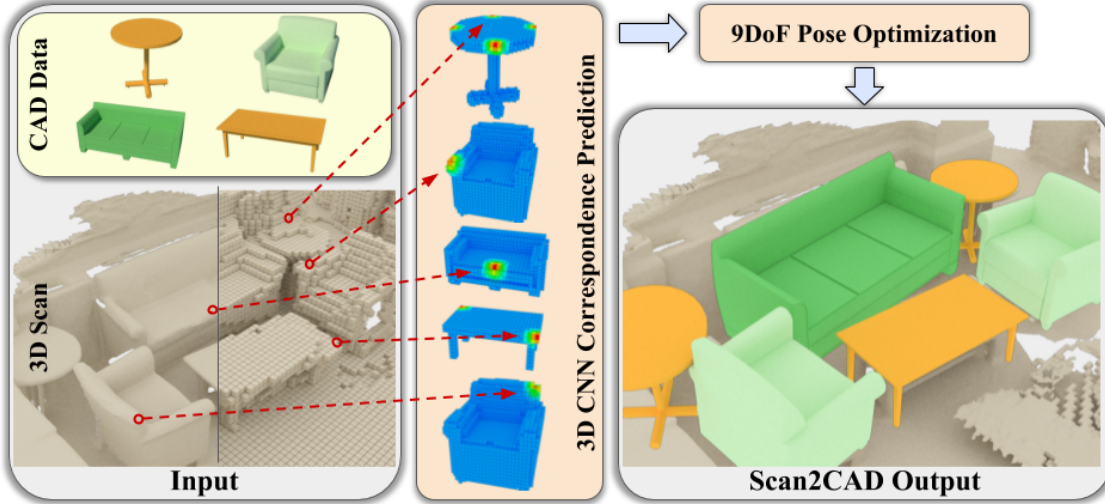 CAD Data
3D Scan
Input
3D CNN Correspondence Prediction
9DoF Pose Optimization
Scan2CAD Output